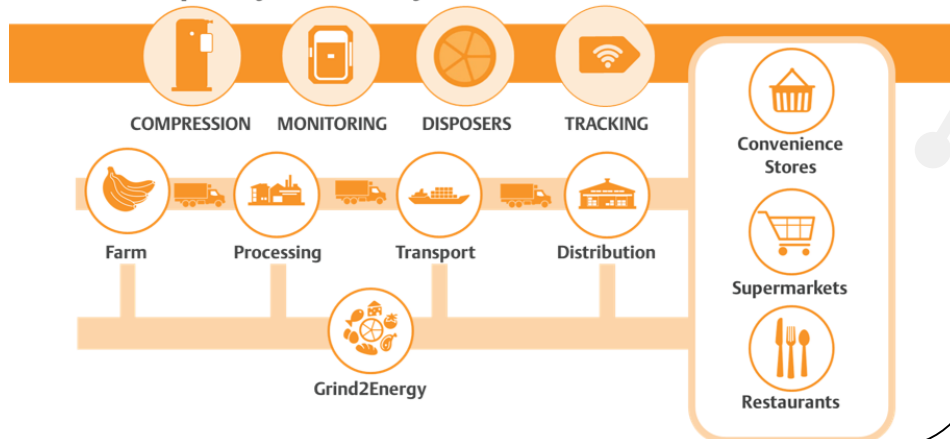 COMPRESSION MONITORING DISPOSERS TRACKING
Convenience
Stores
Farm Processing Transport Distribution
Supermarkets
Grind2Energy
Restaurants